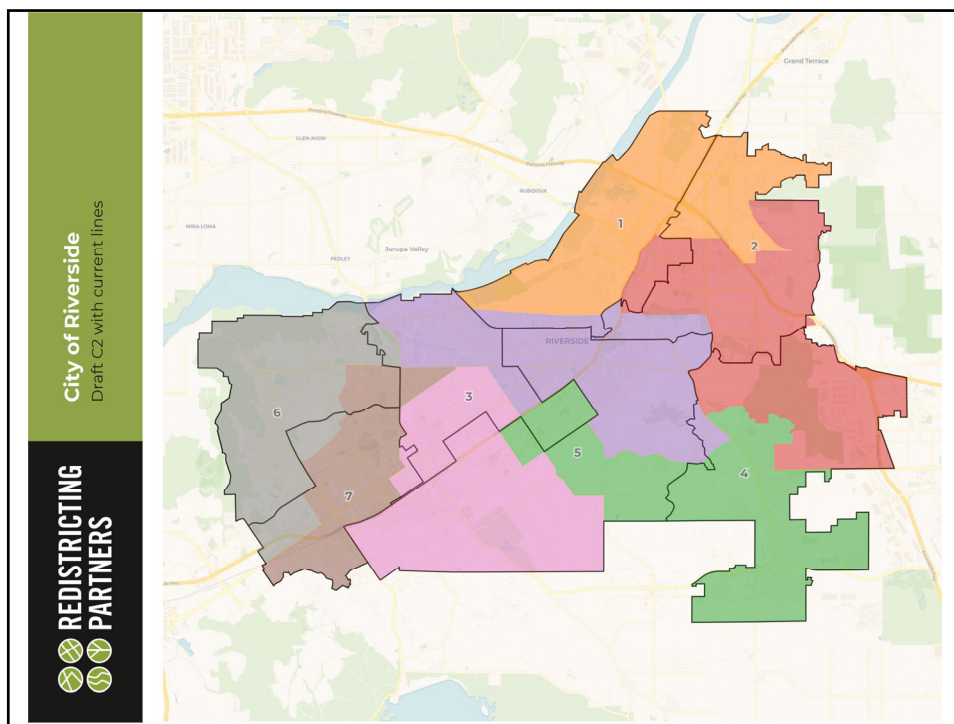 City of Riverside
Draft C2 with current lines
REDISTRICTING
PARTNERS
Grand Terrace
GLEN AVON
RUBIDOUX
1
MIRA LOMA
Jurupa Valley
2
PEDLEY
RIVERSIDE
3
6
5
4
7